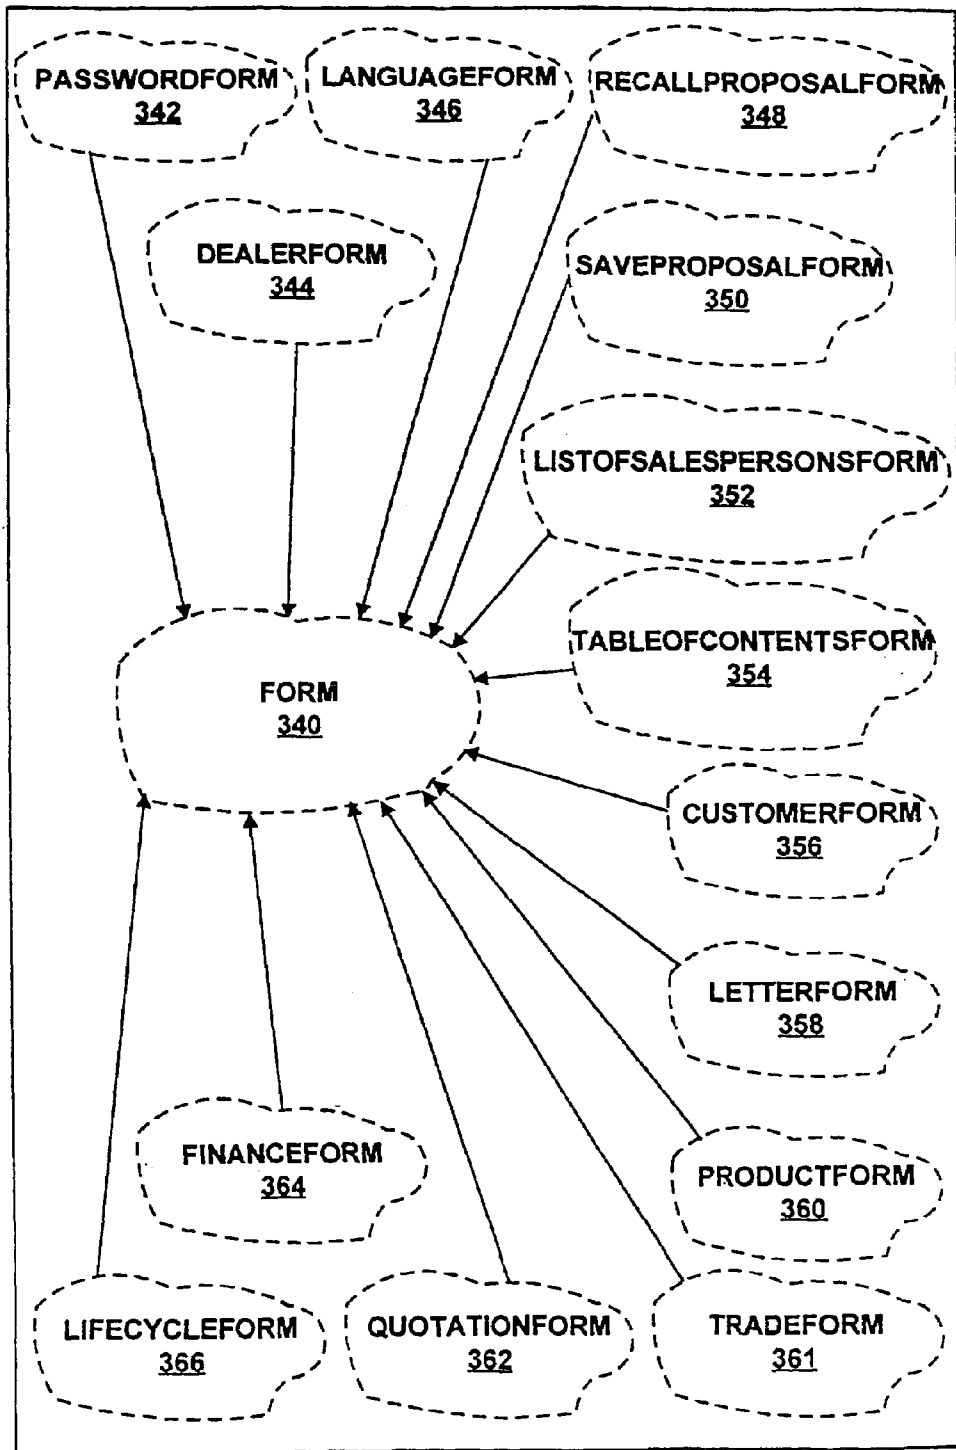 PASSWORDFORM
342
LANGUAGEFORM
346
RECALLPROPOSALFORM
348
DEALERFORM
344
SAVEPROPOSALFORM
350
LISTOFSALESPERSONSFORM
352
TABLEOFCONTENTSFORM
354
FORM
340
CUSTOMERFORM
356
LETTERFORM
358
FINANCEFORM
364
PRODUCTFORM
360
LIFECYCLEFORM
366
QUOTATIONFORM
362
TRADEFORM
361